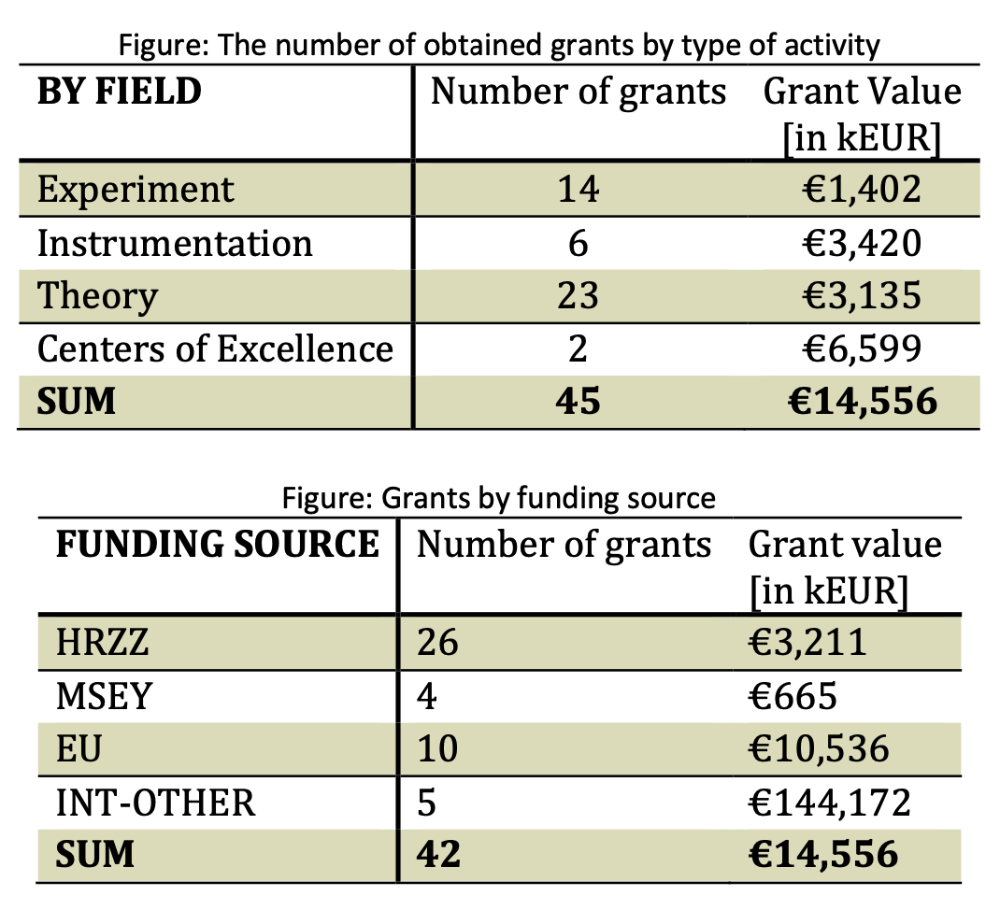 Figure: The number of obtained grants by type of activity
BY FIELD Number of grants Grant Value
[in kEUR]
Experiment 14 €1,402
Instrumentation 6 €3,420
Theory 23 €3,135
Centers of Excellence 2 €6,599
SUM 45 €14,556
Figure: Grants by funding source
FUNDING SOURCE Number of grants Grant value
[in kEUR]
HRZZ 26 €3,211
MSEY 4 €665
EU 10 €10,536
INT-OTHER 5 €144,172
SUM 42 €14,556